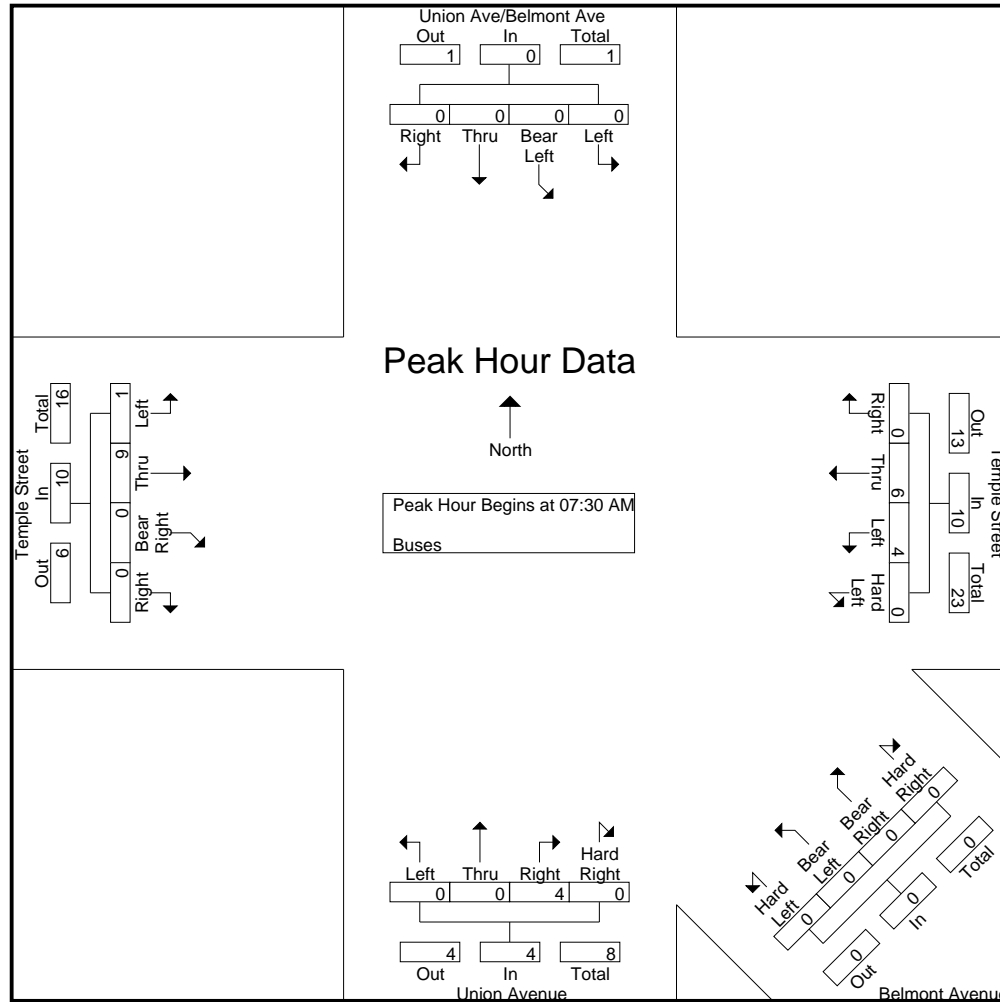 Union Ave/Belmont Ave
Out In Total
1 0 1
0 0 0 0
Right Thru Bear Left Left
Peak Hour Data
North
Peak Hour Begins at 07:30 AM
Buses
Temple Street
Total In Out
16 10 6
1 9 0 0
Left Thru Bear Right Right
Right Thru Left Hard Left
0 6 4 0
Out In Total
13 10 23
Temple Street
Left Thru Right Hard Right
0 0 4 0
4 4 8
Out In Total
Union Avenue
Hard Left Bear Left Bear Right Hard Right
0 0 0 0
0 0 0
Out In Total
Belmont Avenue